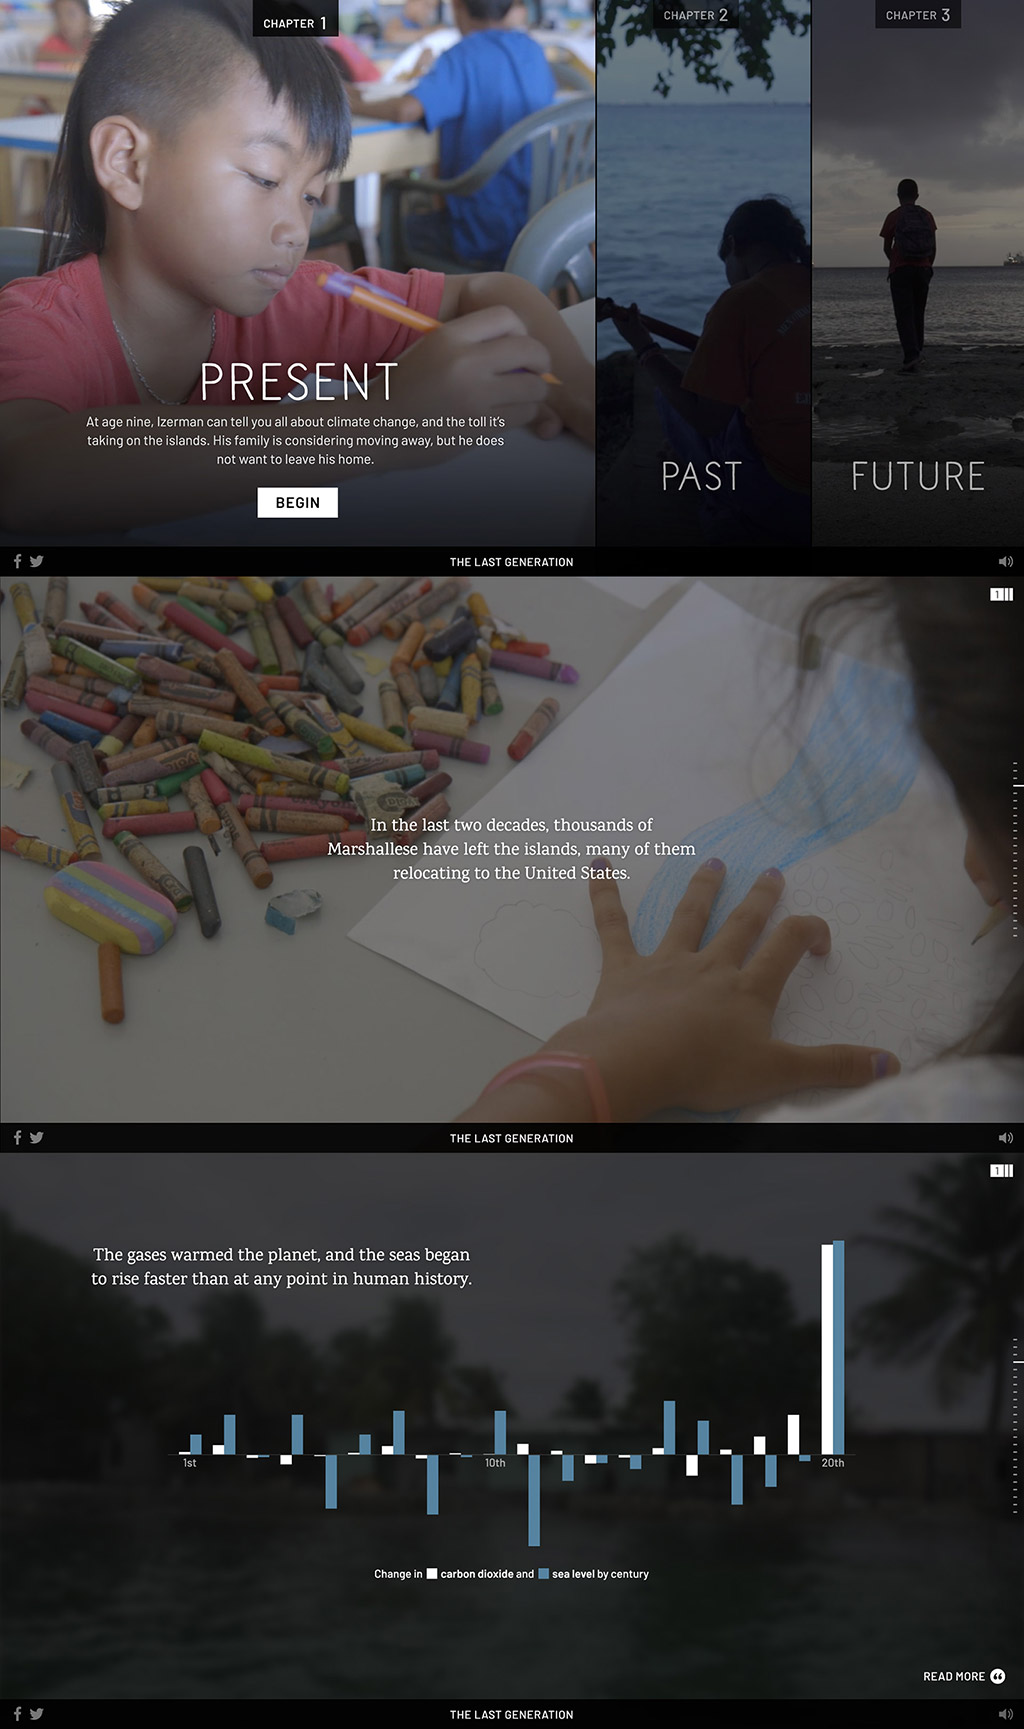 CHAPTER 1
CHAPTER 2
CHAPTER 3
PRESENT
At age nine, Izerman can tell you all about climate change, and the toll it's
taking on the islands. His family is considering moving away, but he does
not want to leave his home.
BEGIN
PAST
FUTURE
THE LAST GENERATION
1
In the last two decades, thousands of
Marshallese have left the islands, many of them
relocating to the United States.
THE LAST GENERATION
1
The gases warmed the planet, and the seas began
to rise faster than at any point in human history.
1st
10th
20th
Change in carbon dioxide and sea level by century
READ MORE
THE LAST GENERATION